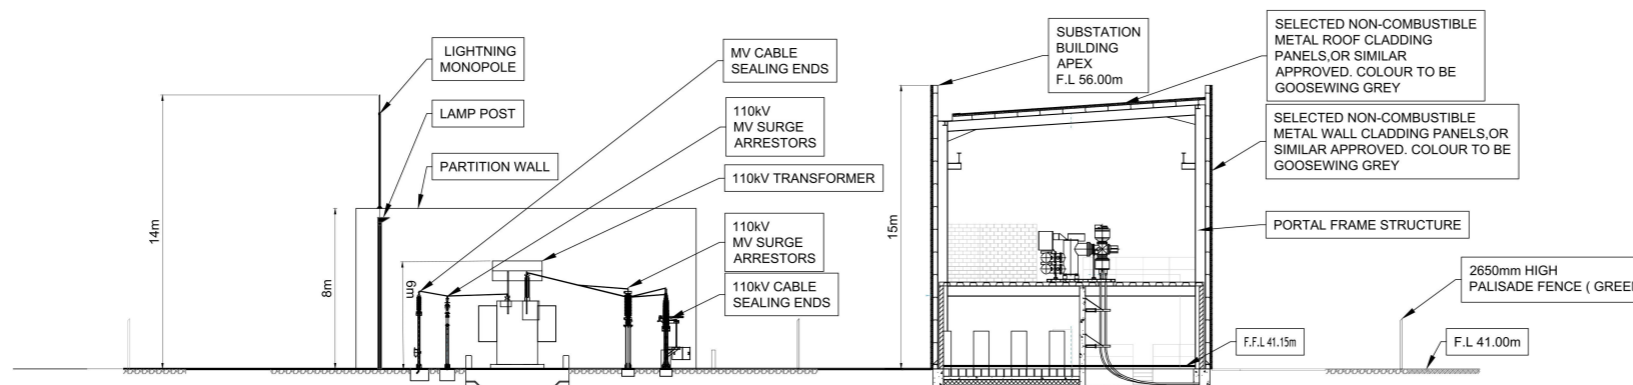 LIGHTNING
MONOPOLE
LAMP POST
PARTITION WALL
14m
8m
6m
MV CABLE
SEALING ENDS
110kV
MV SURGE
ARRESTORS
110kV TRANSFORMER
110kV
MV SURGE
ARRESTORS
110kV CABLE
SEALING ENDS
15m
SUBSTATION
BUILDING
APEX
F.L 56.00m
SELECTED NON-COMBUSTIBLE
METAL ROOF CLADDING
PANELS,OR SIMILAR
APPROVED. COLOUR TO BE
GOOSEWING GREY
SELECTED NON-COMBUSTIBLE
METAL WALL CLADDING PANELS,OR
SIMILAR APPROVED. COLOUR TO BE
GOOSEWING GREY
PORTAL FRAME STRUCTURE
2650mm HIGH
PALISADE FENCE ( GREE
F.F.L 41.15m
F.L 41.00m